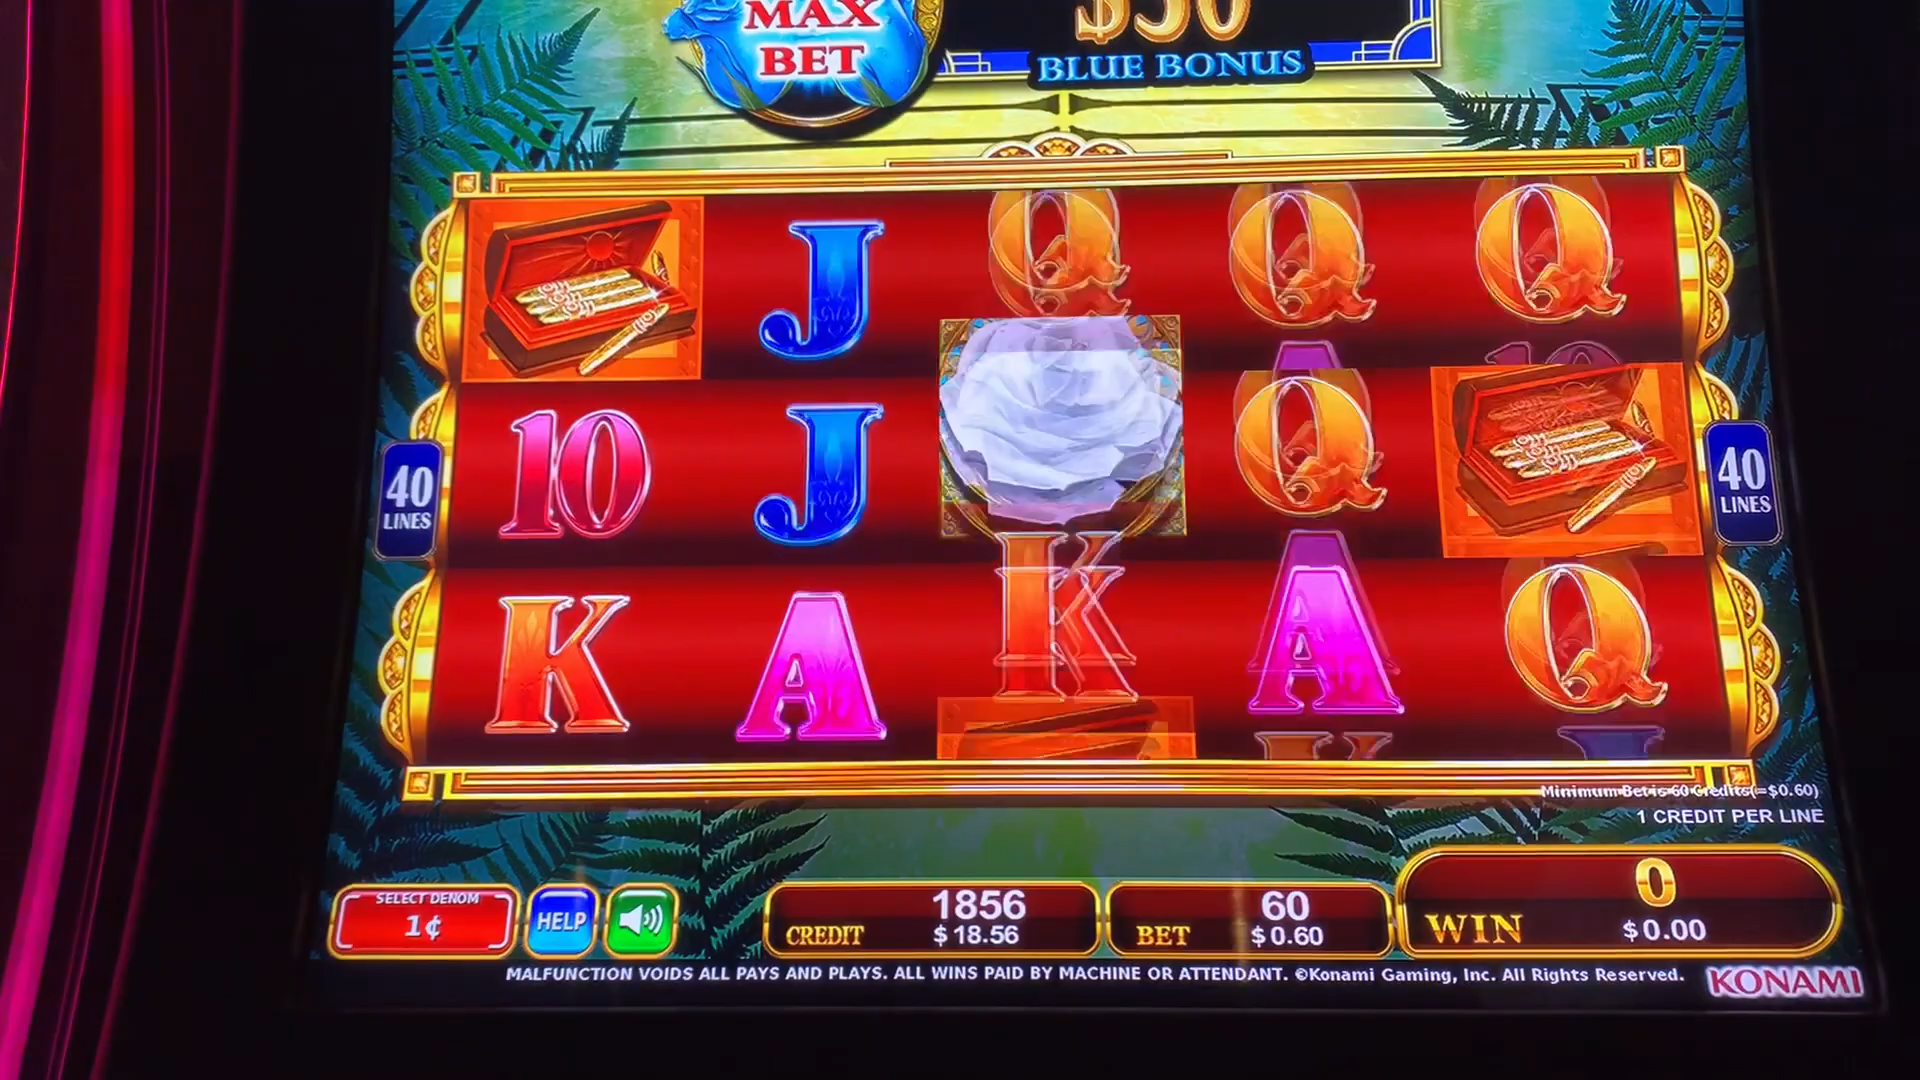 MAX
BET
$50
BLUE BONUS
J Q Q Q
10 J Q
K A K A Q
40
LINES
40
LINES
Minimum Bet is 60 Credits(=$0.60)
1 CREDIT PER LINE
SELECT DENOM
1¢
HELP
CREDIT
1856
$18.56
BET
60
$0.60
WIN
0
$0.00
MALFUNCTION VOIDS ALL PAYS AND PLAYS. ALL WINS PAID BY MACHINE OR ATTENDANT. ©Konami Gaming, Inc. All Rights Reserved.
KONAMI